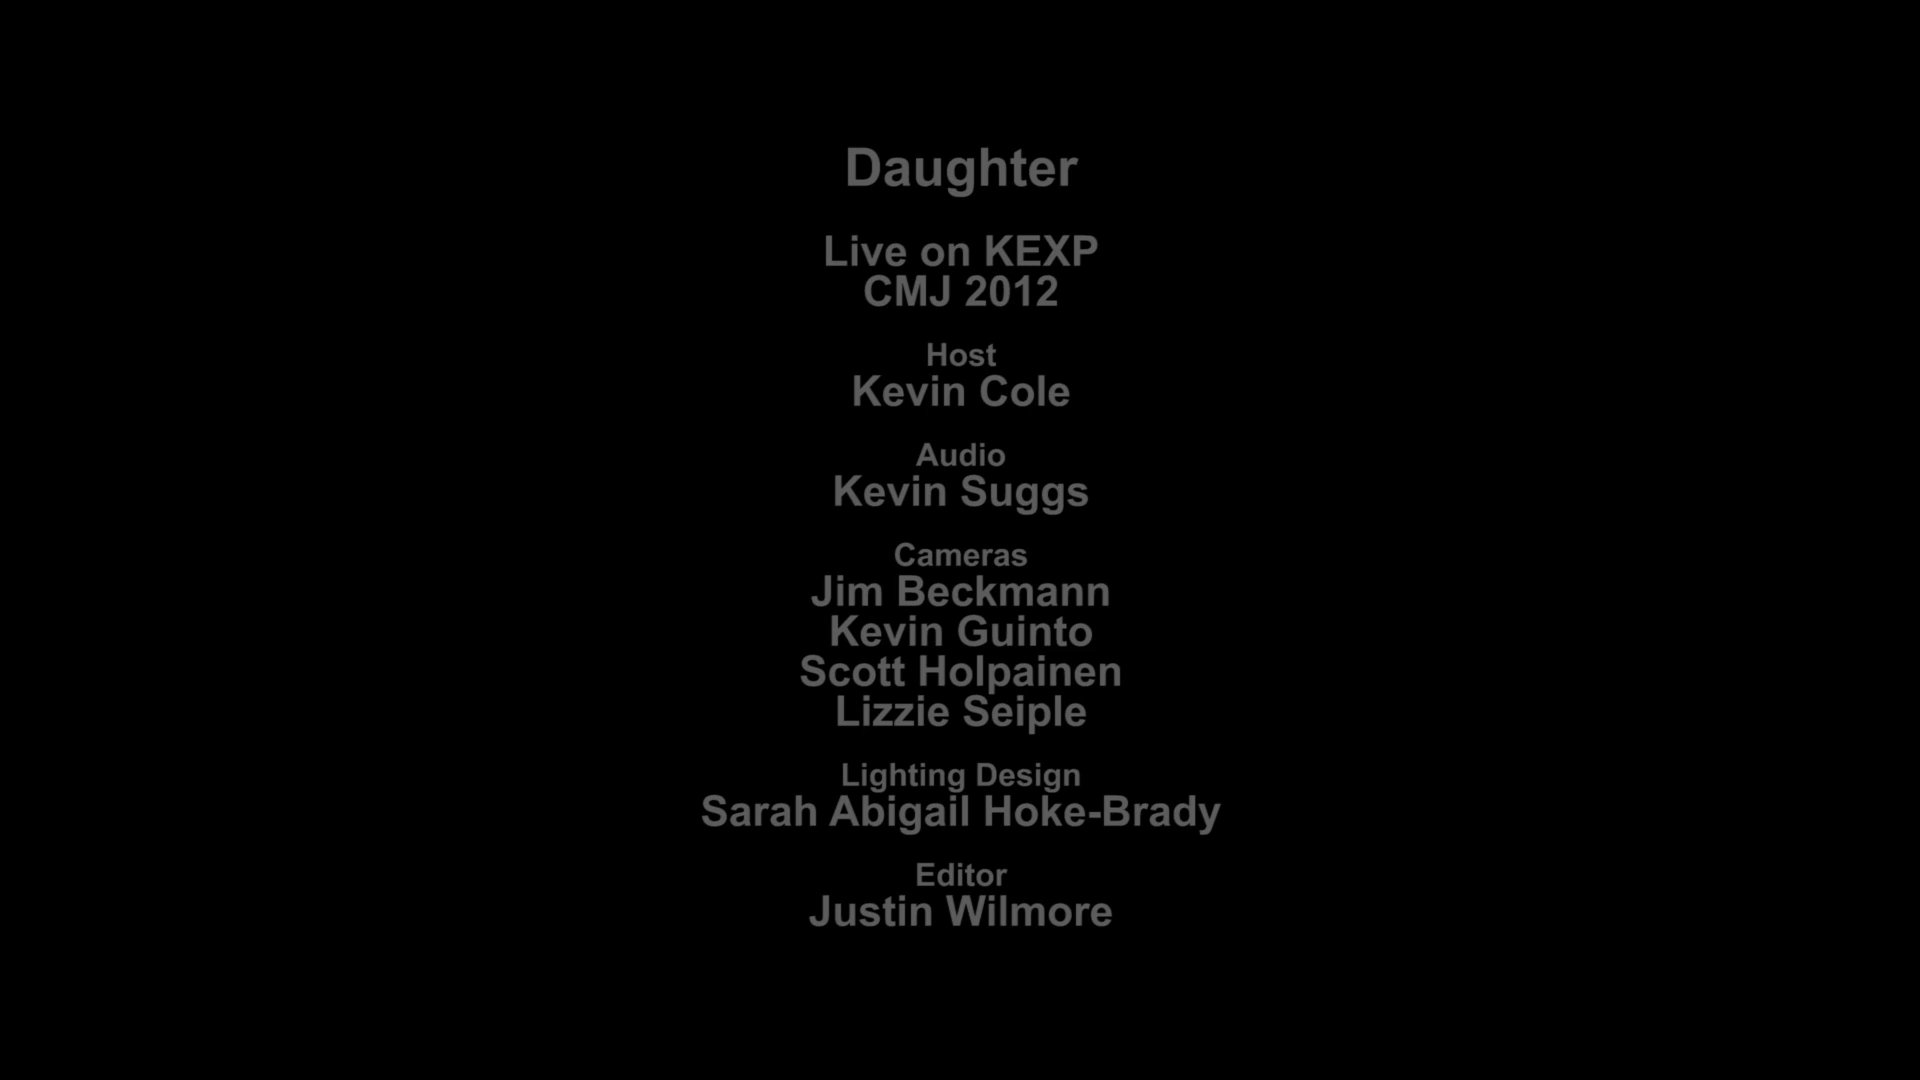 Daughter
Live on KEXP
CMJ 2012
Host
Kevin Cole
Audio
Kevin Suggs
Cameras
Jim Beckmann
Kevin Guinto
Scott Holpainen
Lizzie Seiple
Lighting Design
Sarah Abigail Hoke-Brady
Editor
Justin Wilmore